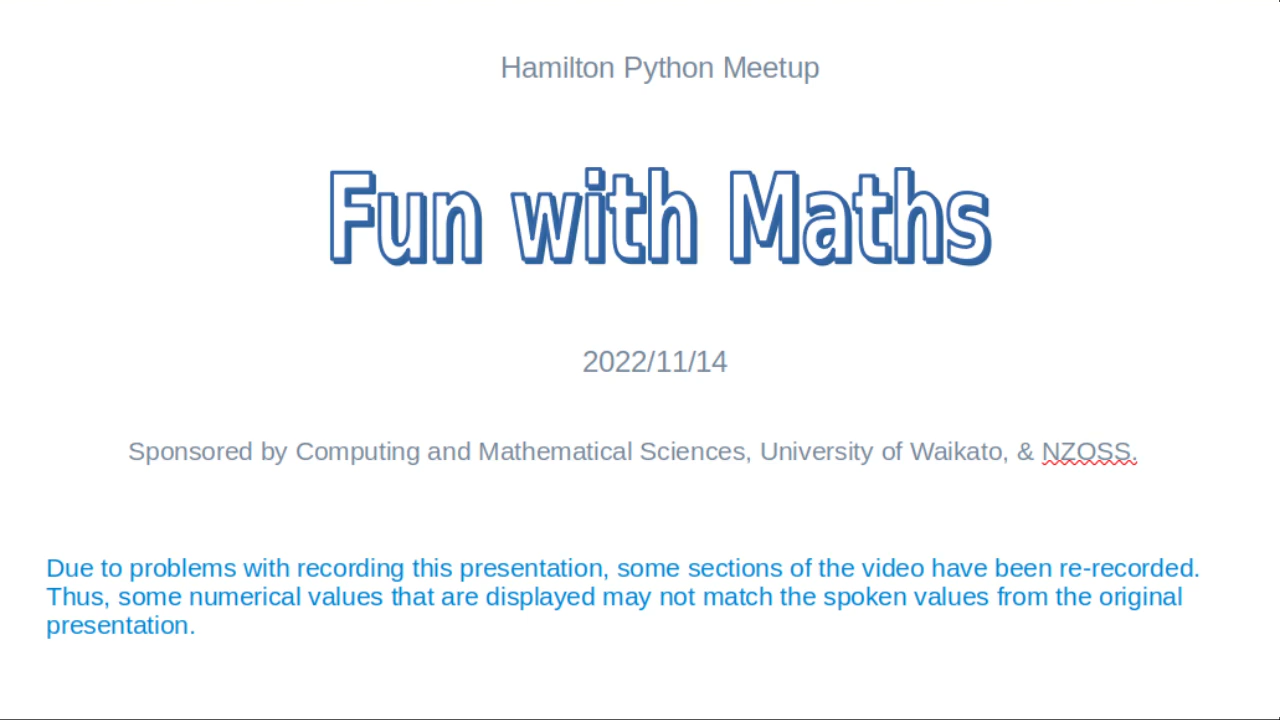 Hamilton Python Meetup
Fun with Maths
2022/11/14
Sponsored by Computing and Mathematical Sciences, University of Waikato, & NZOSS.
Due to problems with recording this presentation, some sections of the video have been re-recorded.
Thus, some numerical values that are displayed may not match the spoken values from the original
presentation.